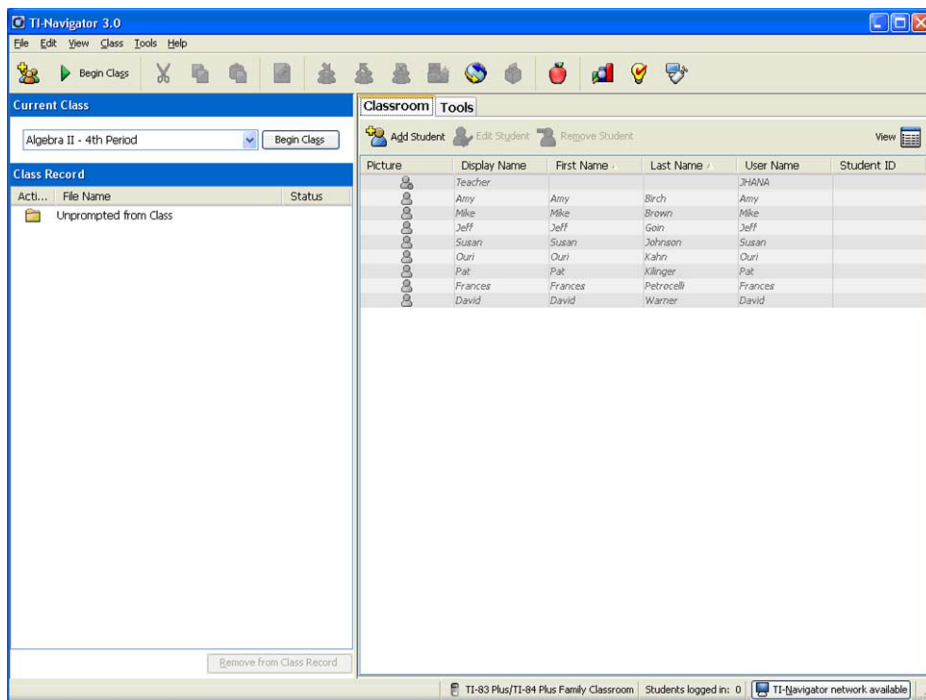 TI-Navigator 3.0
File Edit View Class Tools Help
Begin Class
Current Class
Algebra II - 4th Period Begin Class
Class Record
Acti... File Name Status
Unprompted from Class
Remove from Class Record
Classroom Tools
Add Student Edit Student Remove Student View
Picture Display Name First Name Last Name User Name Student ID
Teacher JHANA
Amy Amy Birch Amy
Mike Mike Brown Mike
Jeff Jeff Goin Jeff
Susan Susan Johnson Susan
Ouri Ouri Kahn Ouri
Pat Pat Kilinger Pat
Frances Frances Petrocelli Frances
David David Warner David
TI-83 Plus/TI-84 Plus Family Classroom Students logged in: 0 TI-Navigator network available